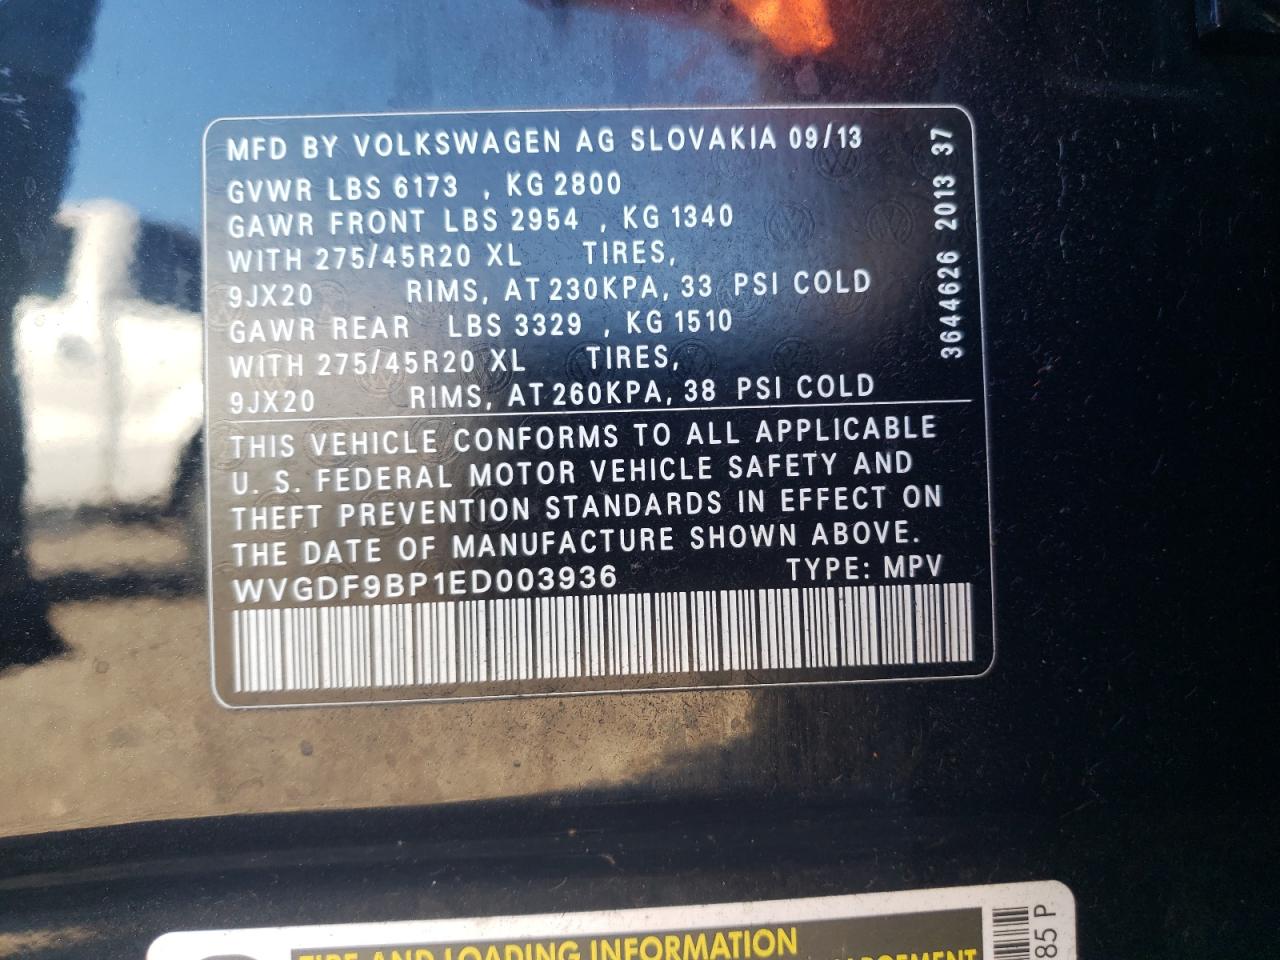 MFD BY VOLKSWAGEN AG SLOVAKIA 09/13
GVWR LBS 6173 , KG 2800
GAWR FRONT LBS 2954 , KG 1340
WITH 275/45R20 XL TIRES,
9JX20 RIMS, AT 230KPA, 33 PSI COLD
GAWR REAR LBS 3329 , KG 1510
WITH 275/45R20 XL TIRES,
9JX20 RIMS, AT 260KPA, 38 PSI COLD
3644626 2013 37
THIS VEHICLE CONFORMS TO ALL APPLICABLE
U. S. FEDERAL MOTOR VEHICLE SAFETY AND
THEFT PREVENTION STANDARDS IN EFFECT ON
THE DATE OF MANUFACTURE SHOWN ABOVE.
WVGDF9BP1ED003936 TYPE: MPV
TIRE AND LOADING INFORMATION
85 P